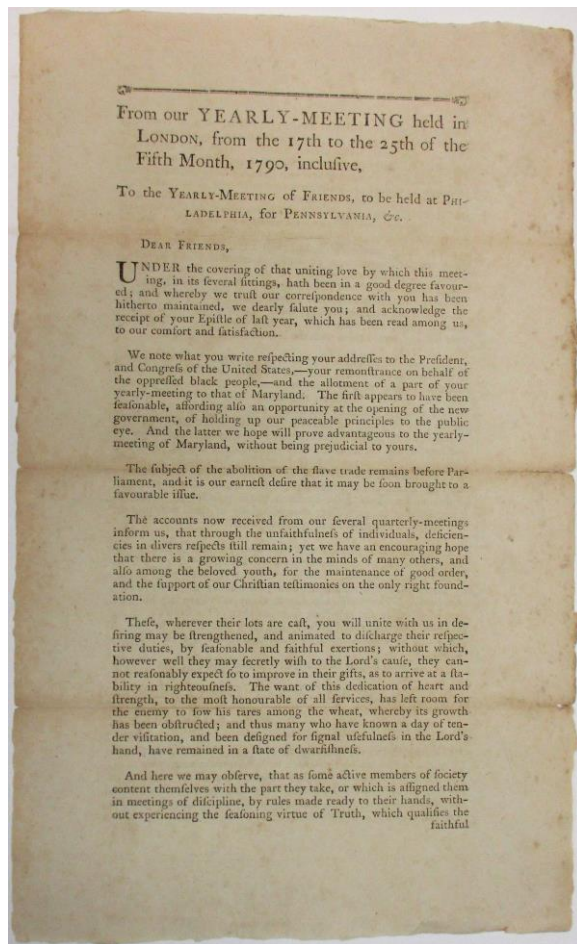 From our YEARLY-MEETING held in
LONDON, from the 17th to the 25th of the
Fifth Month, 1790, incluſive,
To the YEARLY-MEETING of FRIENDS, to be held at PHI-
LADELPHIA, for PENNSYLVANIA, &c.
DEAR FRIENDS,
UNDER the covering of that uniting love by which this meet-
ing, in its ſeveral ſittings, hath been in a good degree favour-
ed; and whereby we truſt our correſpondence with you has been
hitherto maintained, we dearly ſalute you; and acknowledge the
receipt of your Epiſtle of laſt year, which has been read among us,
to our comfort and ſatisfaction.
We note what you write reſpecting your addreſſes to the Preſident,
and Congreſs of the United States,—your remonſtrance on behalf of
the oppreſſed black people,—and the allotment of a part of your
yearly-meeting to that of Maryland. The firſt appears to have been
ſeaſonable, affording alſo an opportunity at the opening of the new
government, of holding up our peaceable principles to the public
eye. And the latter we hope will prove advantageous to the yearly-
meeting of Maryland, without being prejudicial to yours.
The ſubject of the abolition of the ſlave trade remains before Par-
liament, and it is our earneſt deſire that it may be ſoon brought to a
favourable iſſue.
The accounts now received from our ſeveral quarterly-meetings
inform us, that through the unfaithfulneſs of individuals, deficien-
cies in divers reſpects ſtill remain; yet we have an encouraging hope
that there is a growing concern in the minds of many others, and
alſo among the beloved youth, for the maintenance of good order,
and the ſupport of our Chriſtian teſtimonies on the only right found-
ation.
Theſe, wherever their lots are caſt, you will unite with us in de-
ſiring may be ſtrengthened, and animated to diſcharge their reſpec-
tive duties, by ſeaſonable and faithful exertions; without which,
however well they may ſecretly wiſh to the Lord's cauſe, they can-
not reaſonably expect ſo to improve in their gifts, as to arrive at a ſta-
bility in righteouſneſs. The want of this dedication of heart and
ſtrength, to the moſt honourable of all ſervices, has left room for
the enemy to ſow his tares among the wheat, whereby its growth
has been obſtructed; and thus many who have known a day of ten-
der viſitation, and been deſigned for ſignal uſefulneſs in the Lord's
hand, have remained in a ſtate of dwarfiſhneſs.
And here we may obſerve, that as ſome active members of ſociety
content themſelves with the part they take, or which is aſſigned them
in meetings of diſcipline, by rules made ready to their hands, with-
out experiencing the ſeaſoning virtue of Truth, which qualifies the
faithful